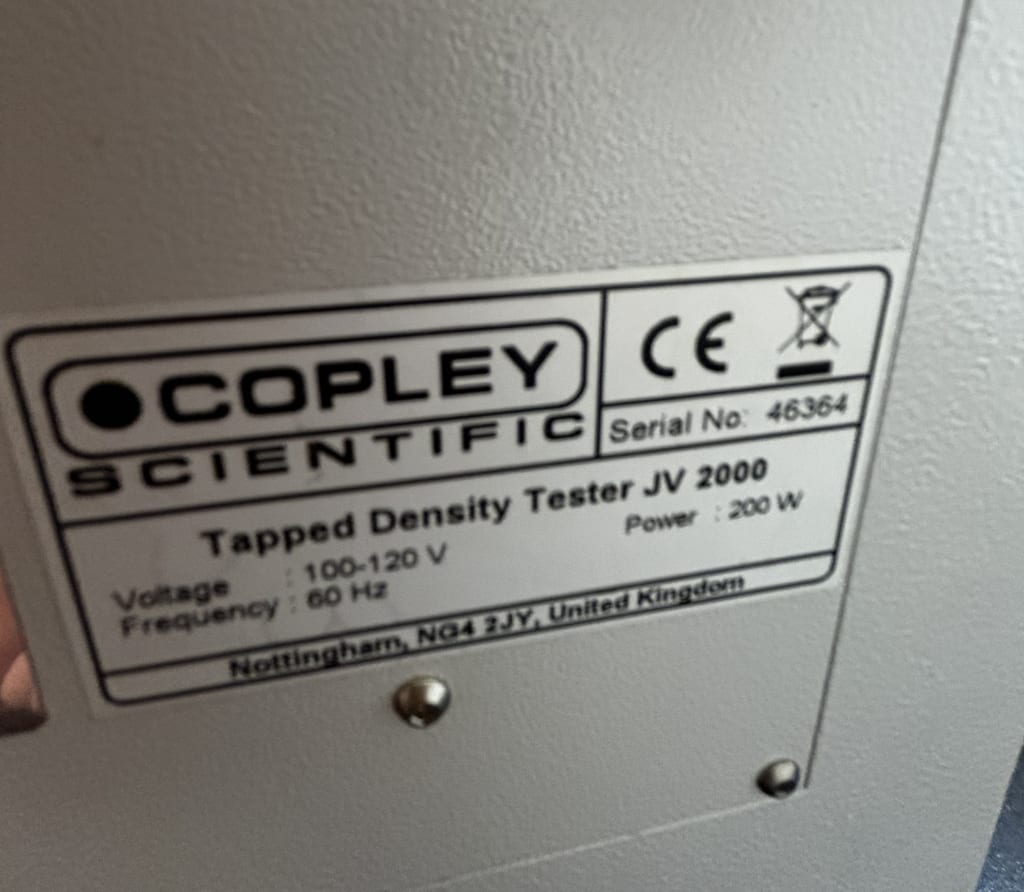 COPLEY
SCIENTIFIC
CE
Serial No: 46364
Tapped Density Tester JV 2000
Voltage : 100-120 V
Power : 200 W
Frequency : 60 Hz
Nottingham, NG4 2JY, United Kingdom